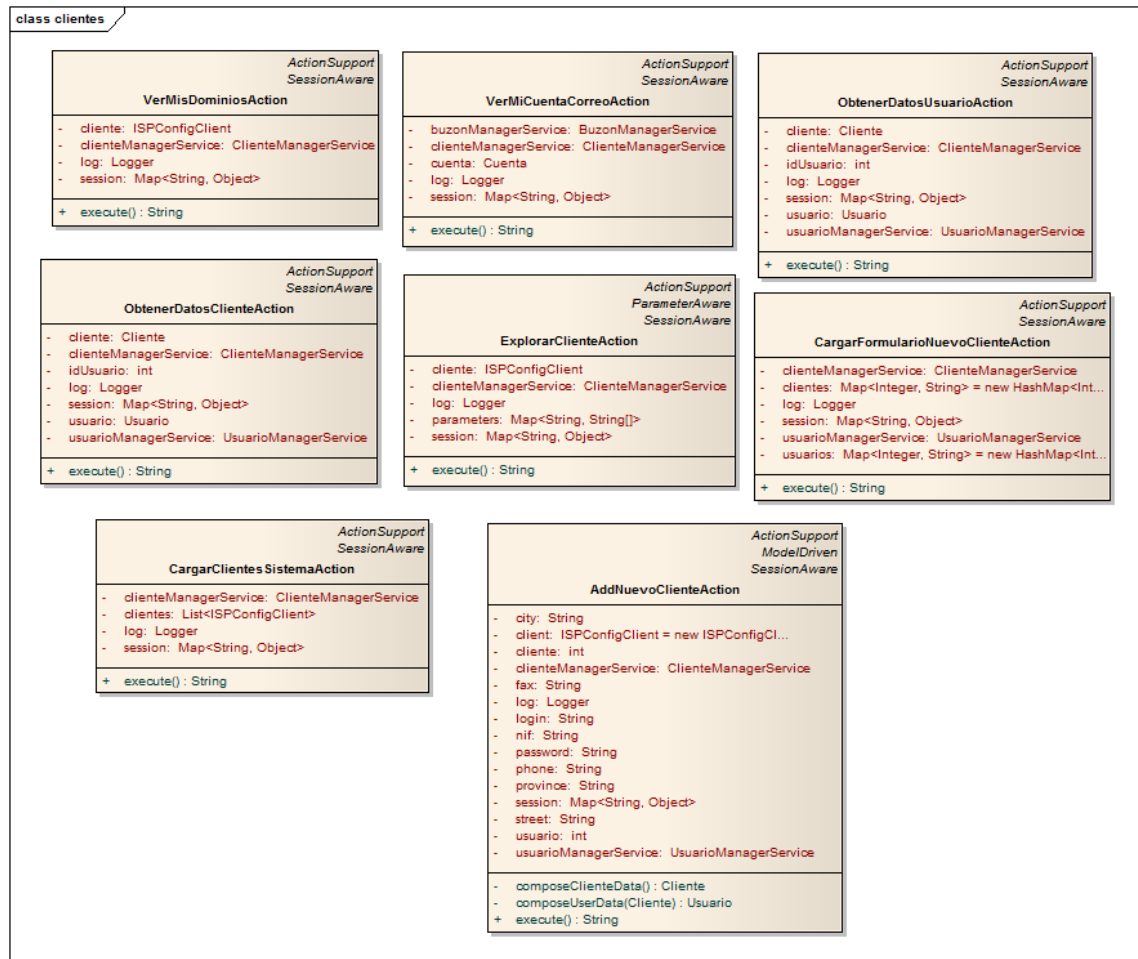 class clientes
ActionSupport
SessionAware
VerMisDominiosAction
- cliente: ISPConfigClient
- clienteManagerService: ClienteManagerService
- log: Logger
- session: Map<String, Object>
+ execute() : String
ActionSupport
SessionAware
VerMiCuentaCorreoAction
- buzonManagerService: BuzonManagerService
- clienteManagerService: ClienteManagerService
- cuenta: Cuenta
- log: Logger
- session: Map<String, Object>
+ execute() : String
ActionSupport
SessionAware
ObtenerDatosUsuarioAction
- cliente: Cliente
- clienteManagerService: ClienteManagerService
- idUsuario: int
- log: Logger
- session: Map<String, Object>
- usuario: Usuario
- usuarioManagerService: UsuarioManagerService
+ execute() : String
ActionSupport
SessionAware
ObtenerDatosClienteAction
- cliente: Cliente
- clienteManagerService: ClienteManagerService
- idUsuario: int
- log: Logger
- session: Map<String, Object>
- usuario: Usuario
- usuarioManagerService: UsuarioManagerService
+ execute() : String
ActionSupport
ParameterAware
SessionAware
ExplorarClienteAction
- cliente: ISPConfigClient
- clienteManagerService: ClienteManagerService
- log: Logger
- parameters: Map<String, String[]>
- session: Map<String, Object>
+ execute() : String
ActionSupport
SessionAware
CargarFormularioNuevoClienteAction
- clienteManagerService: ClienteManagerService
- clientes: Map<Integer, String> = new HashMap<Int...
- log: Logger
- session: Map<String, Object>
- usuarioManagerService: UsuarioManagerService
- usuarios: Map<Integer, String> = new HashMap<Int...
+ execute() : String
ActionSupport
SessionAware
CargarClientesSistemaAction
- clienteManagerService: ClienteManagerService
- clientes: List<ISPConfigClient>
- log: Logger
- session: Map<String, Object>
+ execute() : String
ActionSupport
ModelDriven
SessionAware
AddNuevoClienteAction
- city: String
- client: ISPConfigClient = new ISPConfigCl...
- cliente: int
- clienteManagerService: ClienteManagerService
- fax: String
- log: Logger
- login: String
- nif: String
- password: String
- phone: String
- province: String
- session: Map<String, Object>
- street: String
- usuario: int
- usuarioManagerService: UsuarioManagerService
- composeClienteData() : Cliente
- composeUserData(Cliente) : Usuario
+ execute() : String